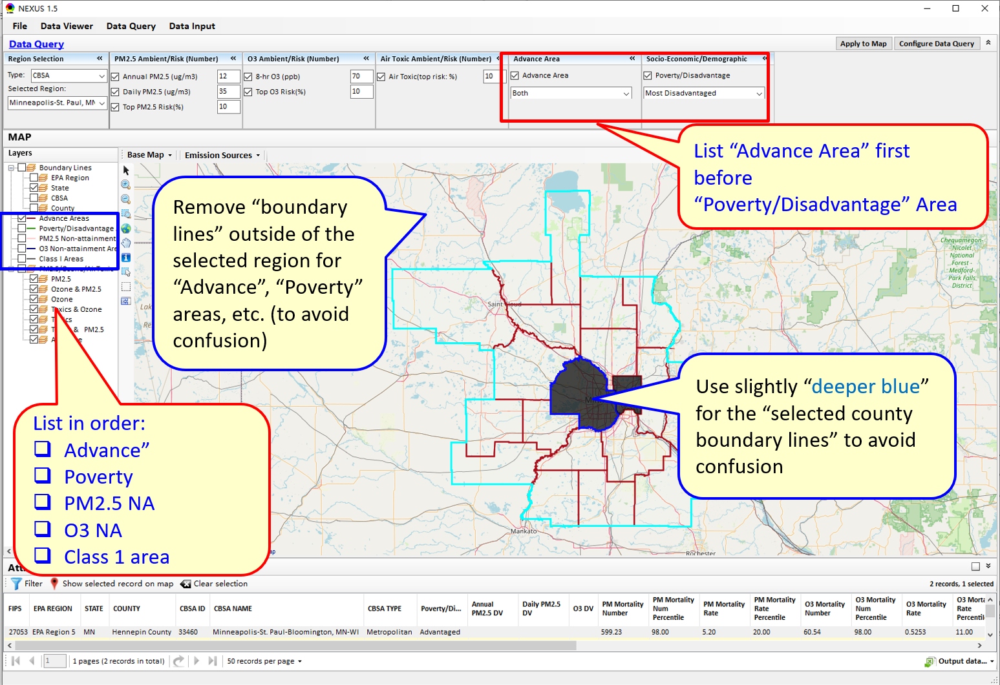 NEXUS 1.5
File Data Viewer Data Query Data Input
Data Query
Apply to Map Configure Data Query
Region Selection
Type: CBSA
Selected Region:
Minneapolis-St. Paul, MN
PM2.5 Ambient/Risk (Number)
Annual PM2.5 (ug/m3) 12
Daily PM2.5 (ug/m3) 35
Top PM2.5 Risk(%) 10
O3 Ambient/Risk (Number)
8-hr O3 (ppb) 70
Top O3 Risk(%) 10
Air Toxic Ambient/Risk (Number)
Air Toxic(top risk: %) 10
Advance Area
Advance Area
Both
Socio-Economic/Demographic
Poverty/Disadvantage
Most Disadvantaged
MAP
Layers
Base Map Emission Sources
Boundary Lines
EPA Region
State
CBSA
County
Advance Areas
Poverty/Disadvantage
PM2.5 Non-attainment
O3 Non-attainment Are
Class I Areas
PM2.5
Ozone & PM2.5
Ozone
Toxics & Ozone
& PM2.5
List “Advance Area” first
before
“Poverty/Disadvantage” Area
Remove “boundary
lines” outside of the
selected region for
“Advance”, “Poverty”
areas, etc. (to avoid
confusion)
Use slightly “deeper blue”
for the “selected county
boundary lines” to avoid
confusion
List in order:
❑ Advance”
❑ Poverty
❑ PM2.5 NA
❑ O3 NA
❑ Class 1 area
Chequamegon-
Nicolet
National
Forest -
Medford-
Park Falls
District
Mankato
Rochester
Filter Show selected record on map Clear selection
2 records, 1 selected
FIPS EPA REGION STATE COUNTY CBSA ID CBSA NAME CBSA TYPE Poverty/Di... Annual PM2.5 DV Daily PM2.5 DV O3 DV PM Mortality Number PM Mortality Num Percentile PM Mortality Rate PM Mortality Rate Percentile O3 Mortality Number O3 Mortality Num Percentile O3 Mortality Rate O3 Morta Rate Percentil
27053 EPA Region 5 MN Hennepin County 33460 Minneapolis-St. Paul-Bloomington, MN-WI Metropolitan Advantaged 599.23 98.00 5.20 20.00 60.54 98.00 0.5253 11.00
1 1 pages (2 records in total) 50 records per page
Output data...